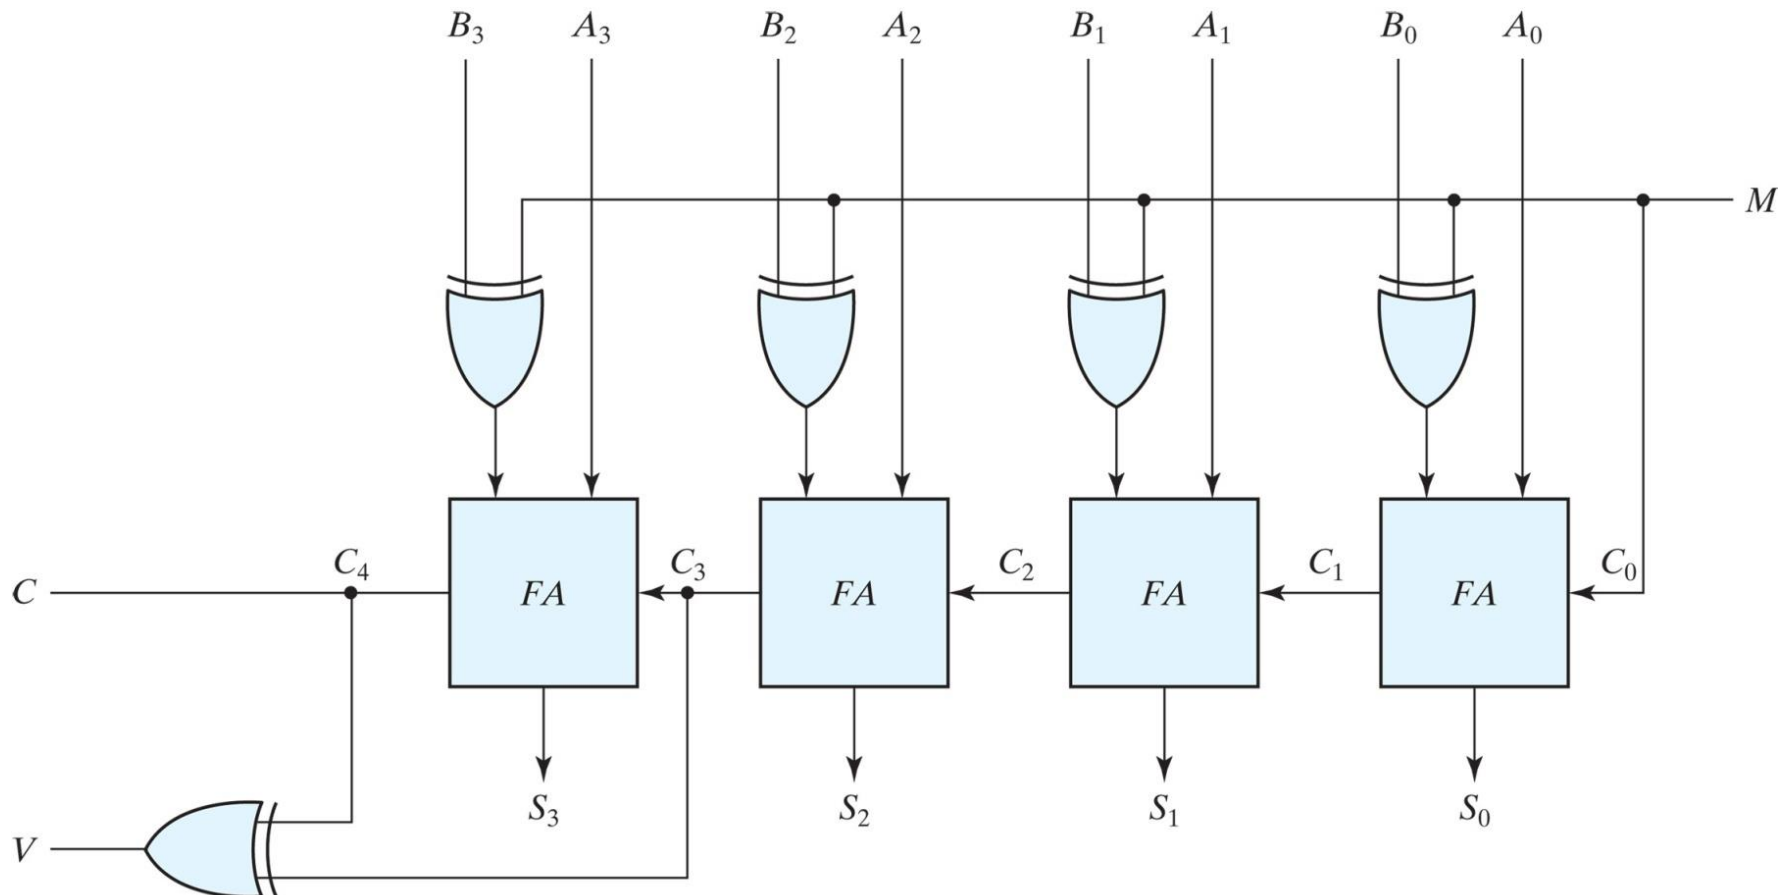 B₃ A₃ B₂ A₂ B₁ A₁ B₀ A₀
M
C C₄ FA C₃ FA C₂ FA C₁ FA C₀
S₃ S₂ S₁ S₀
V